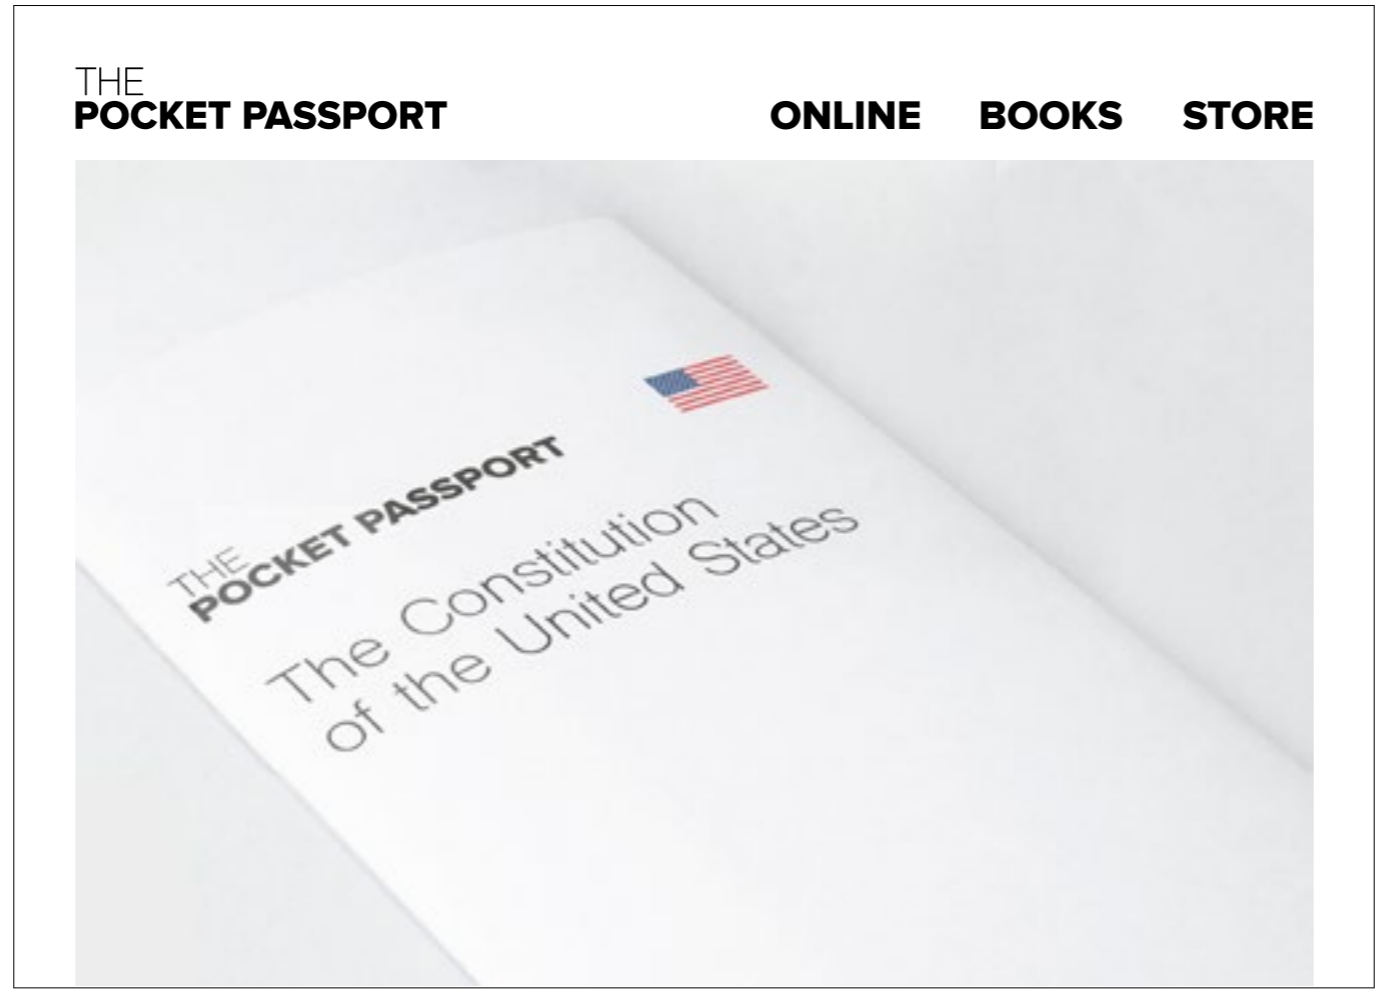 THE
POCKET PASSPORT
ONLINE BOOKS STORE
THE
POCKET PASSPORT
The Constitution
of the United States